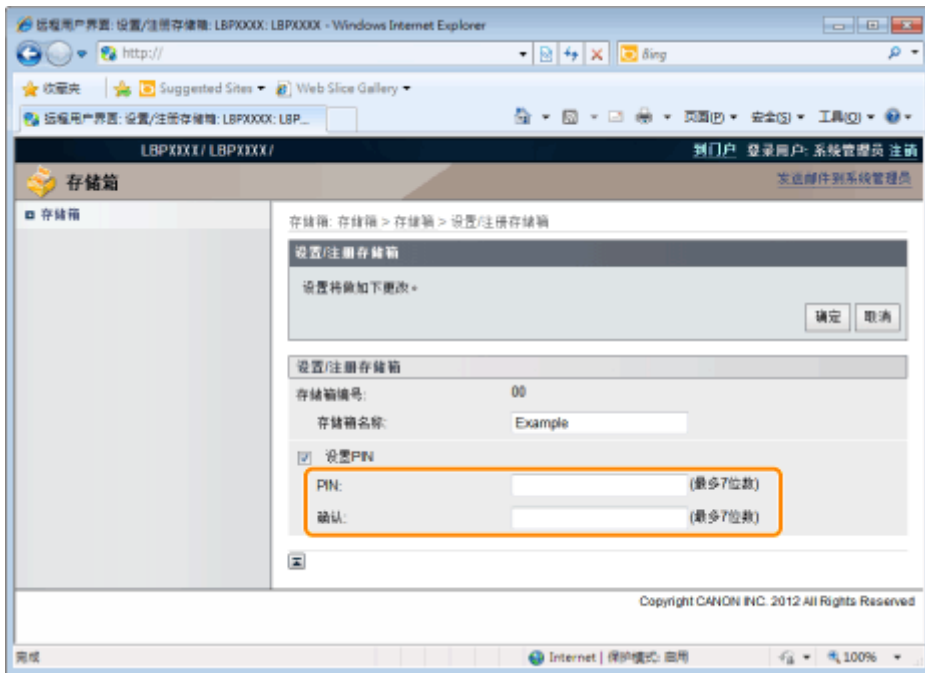 远程用户界面: 设置/注册存储箱: LBPXXXX: LBPXXXX - Windows Internet Explorer
http://
Bing
收藏夹 Suggested Sites Web Slice Gallery
远程用户界面: 设置/注册存储箱: LBPXXXX: LBP... 页面(P) 安全(S) 工具(O)
LBPXXXX/ LBPXXXX/ 到门户 登录用户: 系统管理员 注销
存储箱 发送邮件到系统管理员
存储箱
存储箱: 存储箱 > 存储箱 > 设置/注册存储箱
设置/注册存储箱
设置将做如下更改。
确定 取消
设置/注册存储箱
存储箱编号: 00
存储箱名称: Example
设置PIN
PIN: (最多7位数)
确认: (最多7位数)
Copyright CANON INC. 2012 All Rights Reserved
完成 Internet | 保护模式: 启用 100%